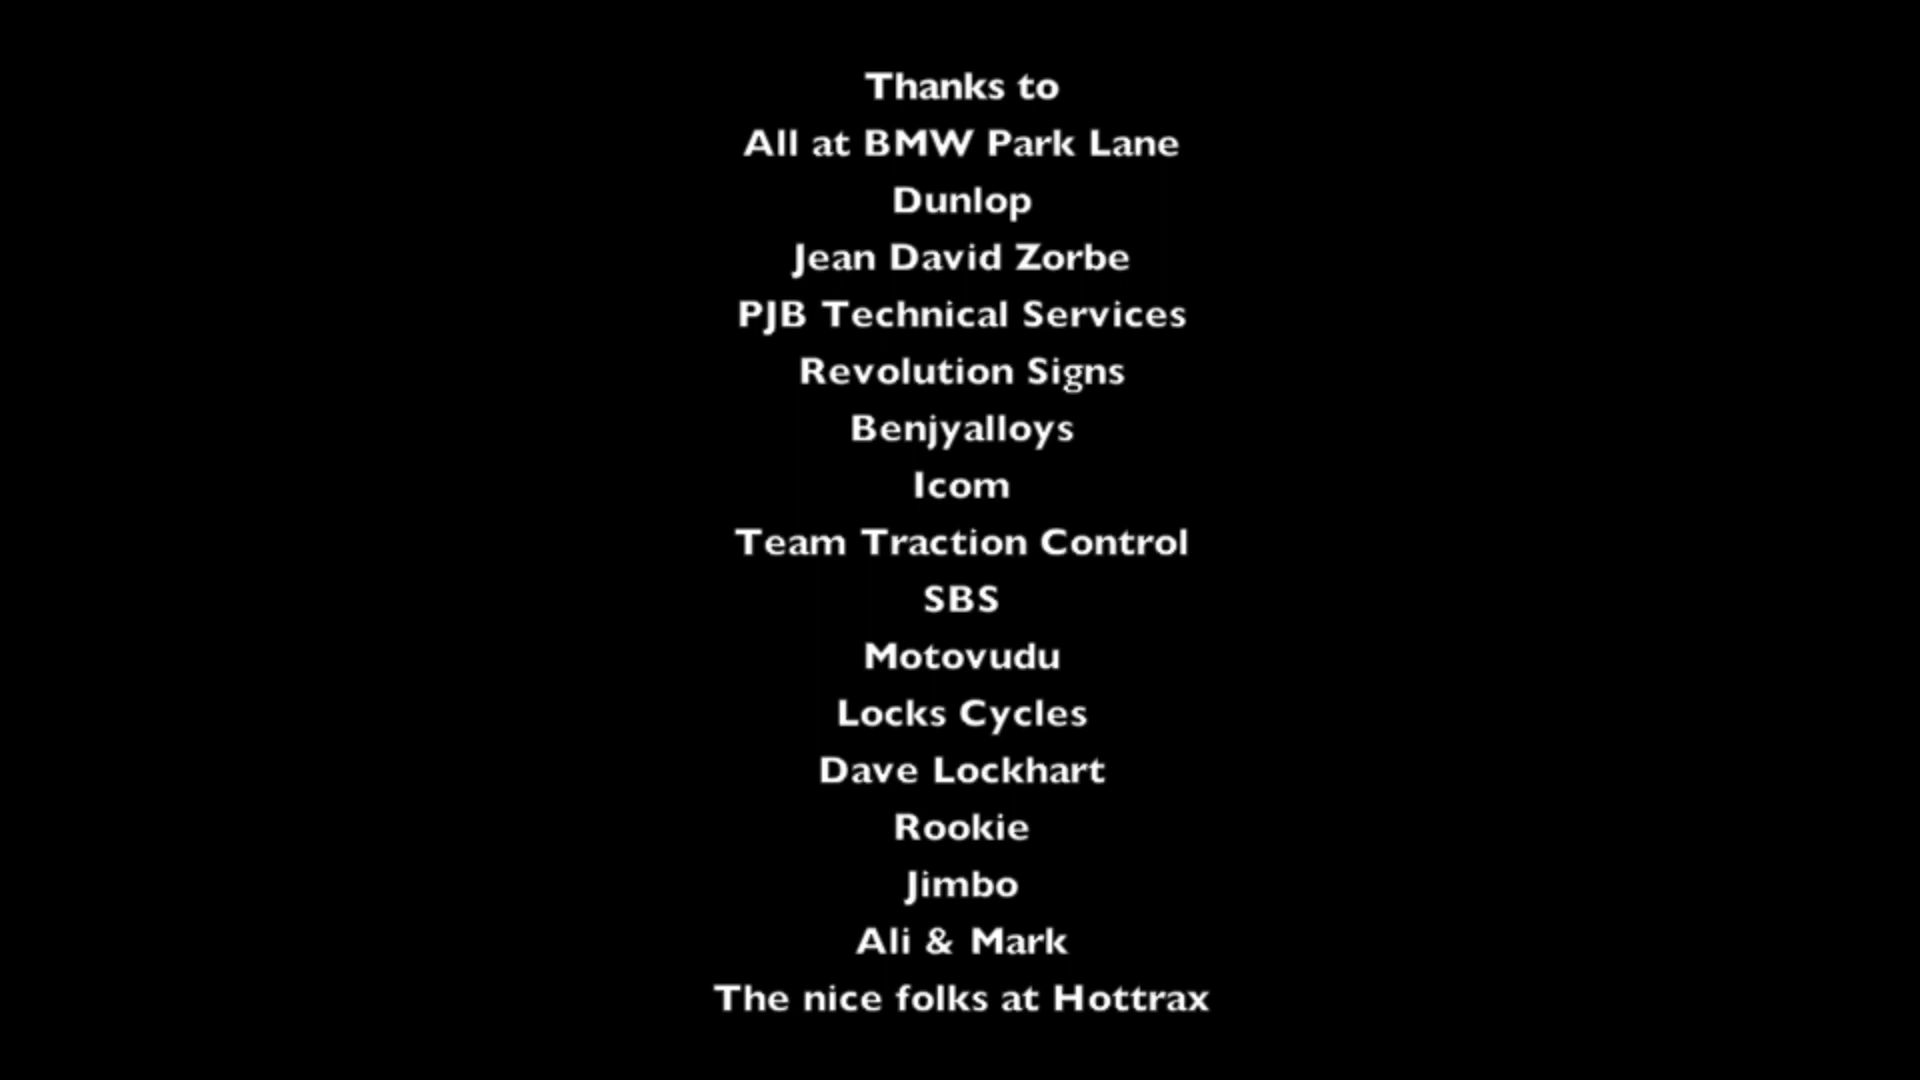 Thanks to
All at BMW Park Lane
Dunlop
Jean David Zorbe
PJB Technical Services
Revolution Signs
Benjyalloys
Icom
Team Traction Control
SBS
Motovudu
Locks Cycles
Dave Lockhart
Rookie
Jimbo
Ali & Mark
The nice folks at Hottrax